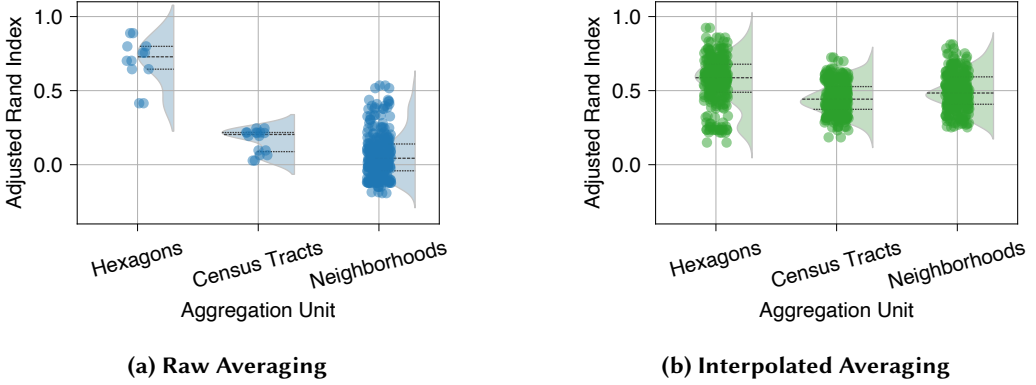 1.0
0.5
0.0
Adjusted Rand Index
Hexagons
Census Tracts
Neighborhoods
Aggregation Unit
(a) Raw Averaging
1.0
0.5
0.0
Adjusted Rand Index
Hexagons
Census Tracts
Neighborhoods
Aggregation Unit
(b) Interpolated Averaging